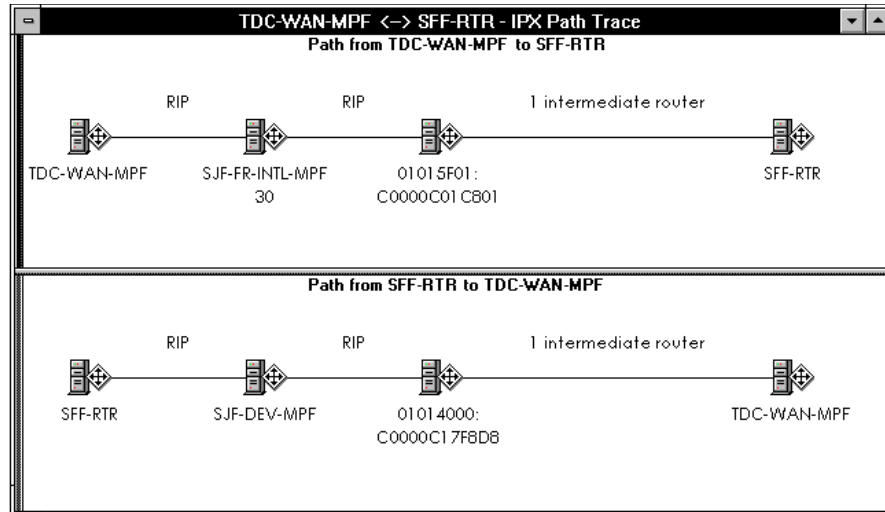 TDC-WAN-MPF <-> SFF-RTR - IPX Path Trace
Path from TDC-WAN-MPF to SFF-RTR
RIP RIP 1 intermediate router
TDC-WAN-MPF SJF-FR-INTL-MPF 01015F01: SFF-RTR
30 C0000C01C801
Path from SFF-RTR to TDC-WAN-MPF
RIP RIP 1 intermediate router
SFF-RTR SJF-DEV-MPF 01014000: TDC-WAN-MPF
C0000C17F8D8